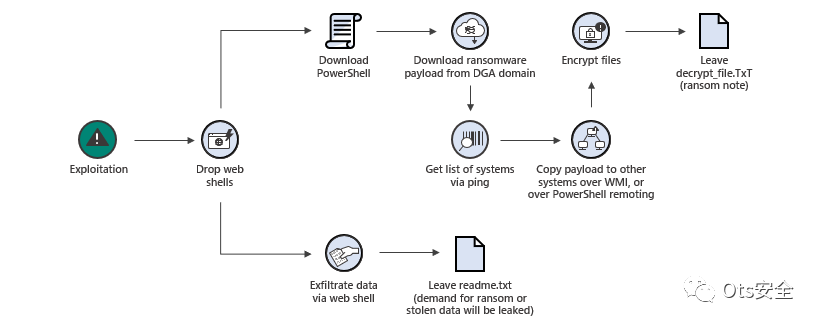 Download
PowerShell
Download ransomware
payload from DGA domain
Encrypt files
Leave
decrypt_file.TxT
(ransom note)
Exploitation
Drop web
shells
Get list of systems
via ping
Copy payload to other
systems over WMI, or
over PowerShell remoting
Exfiltrate data
via web shell
Leave readme.txt
(demand for ransom or
stolen data will be leaked)
Ots安全